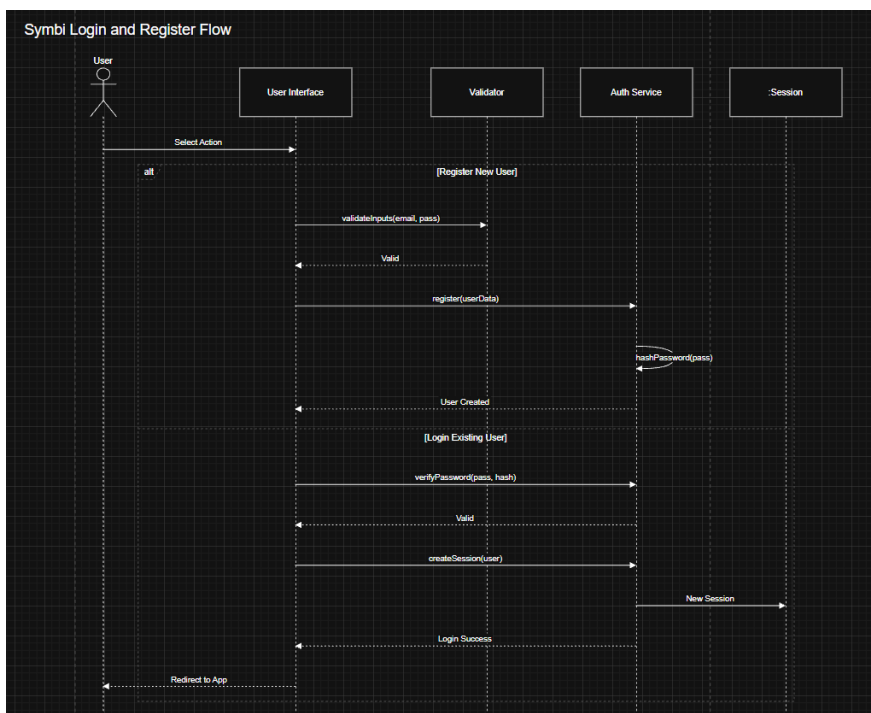 Symbi Login and Register Flow
User
User Interface
Validator
Auth Service
:Session
Select Action
alt
[Register New User]
validateInputs(email, pass)
Valid
register(userData)
hashPassword(pass)
User Created
[Login Existing User]
verifyPassword(pass, hash)
Valid
createSession(user)
New Session
Login Success
Redirect to App